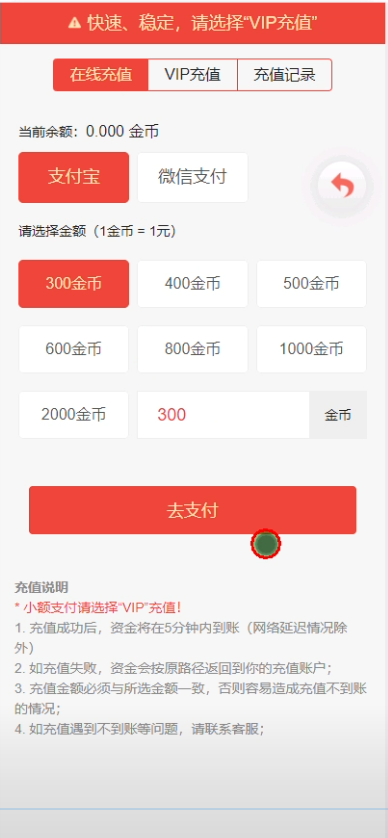 快速、稳定，请选择“VIP充值”
在线充值 VIP充值 充值记录
当前余额：0.000 金币
支付宝 微信支付
请选择金额（1金币 = 1元）
300金币 400金币 500金币
600金币 800金币 1000金币
2000金币 300 金币
去支付
充值说明
* 小额支付请选择“VIP”充值！
1. 充值成功后，资金将在5分钟内到账（网络延迟情况除
外）
2. 如充值失败，资金会按原路径返回到你的充值账户；
3. 充值金额必须与所选金额一致，否则容易造成充值不到账
的情况；
4. 如充值遇到不到账等问题，请联系客服；